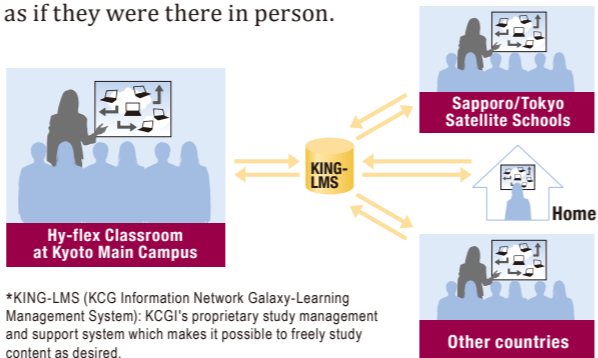 as if they were there in person.
Sapporo/Tokyo
Satellite Schools
KING-
LMS
Home
Hy-flex Classroom
at Kyoto Main Campus
Other countries
*KING-LMS (KCG Information Network Galaxy-Learning
Management System): KCGI's proprietary study management
and support system which makes it possible to freely study
content as desired.